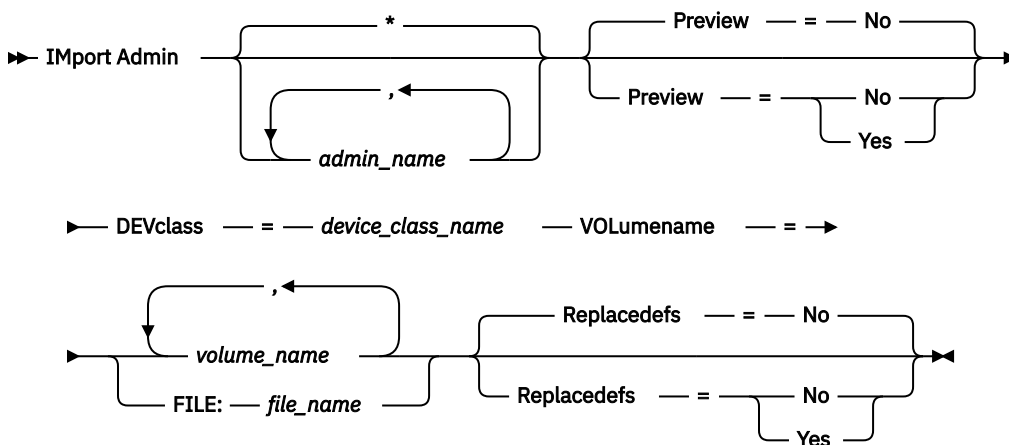 *
Preview = No
IMport Admin
,
Preview = No
Yes
admin_name
DEVclass = device_class_name VOLumename =
,
Replacedefs = No
volume_name
FILE: file_name
Replacedefs = No
Yes